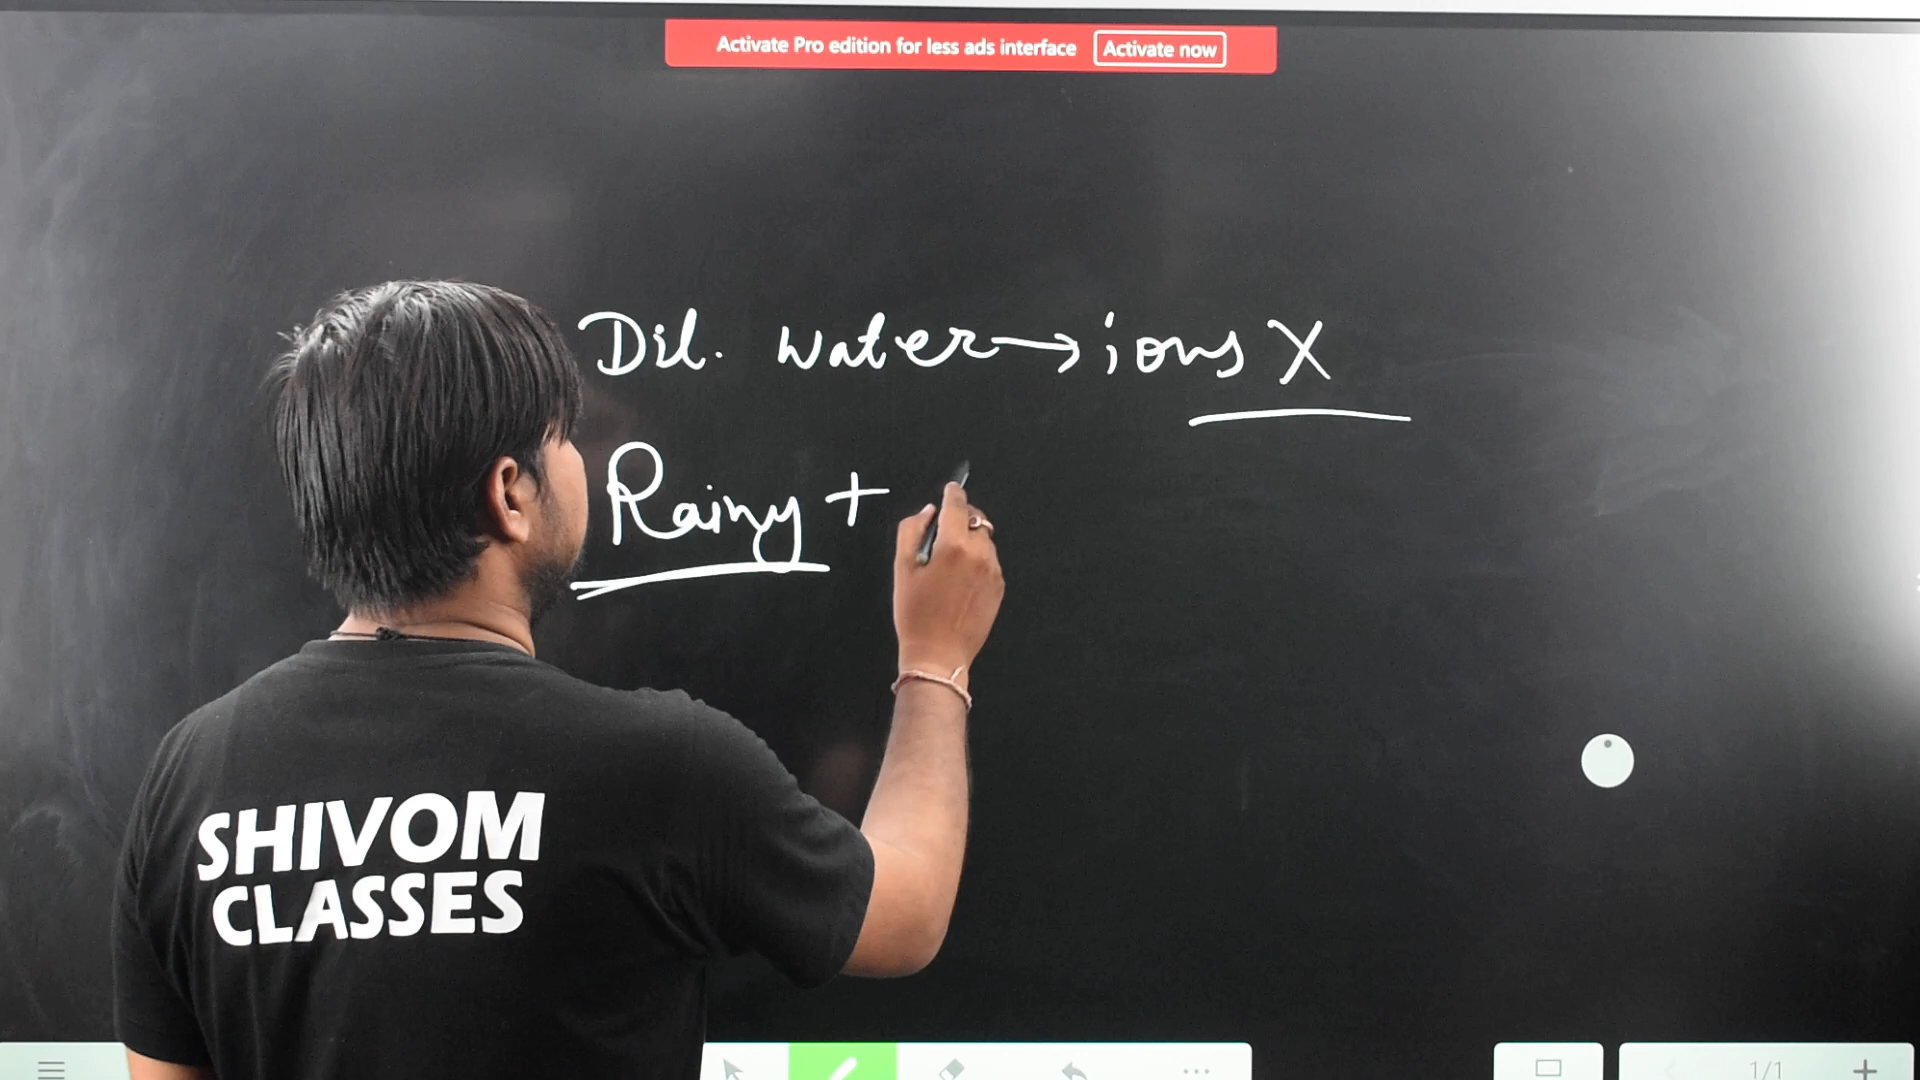 Activate Pro edition for less ads interface Activate now
Dil. water → ions X
Rainy +
SHIVOM
CLASSES
1/1